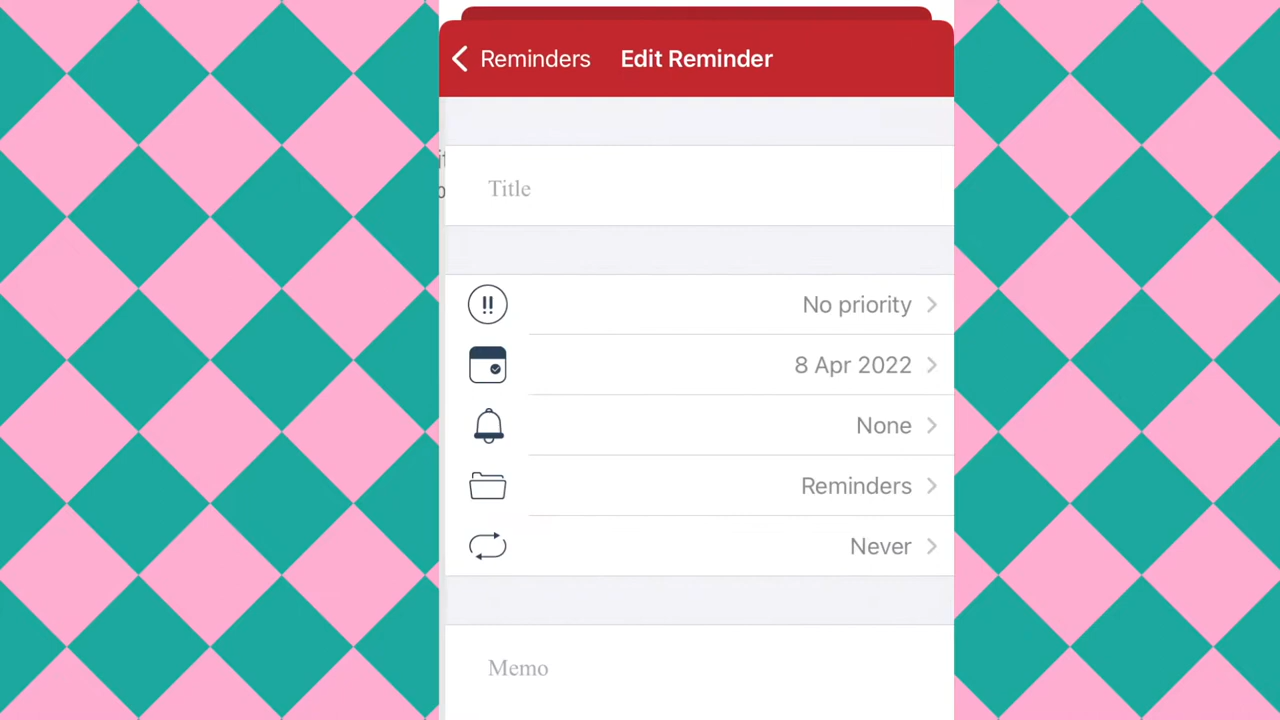 Reminders Edit Reminder
Title
No priority
8 Apr 2022
None
Reminders
Never
Memo